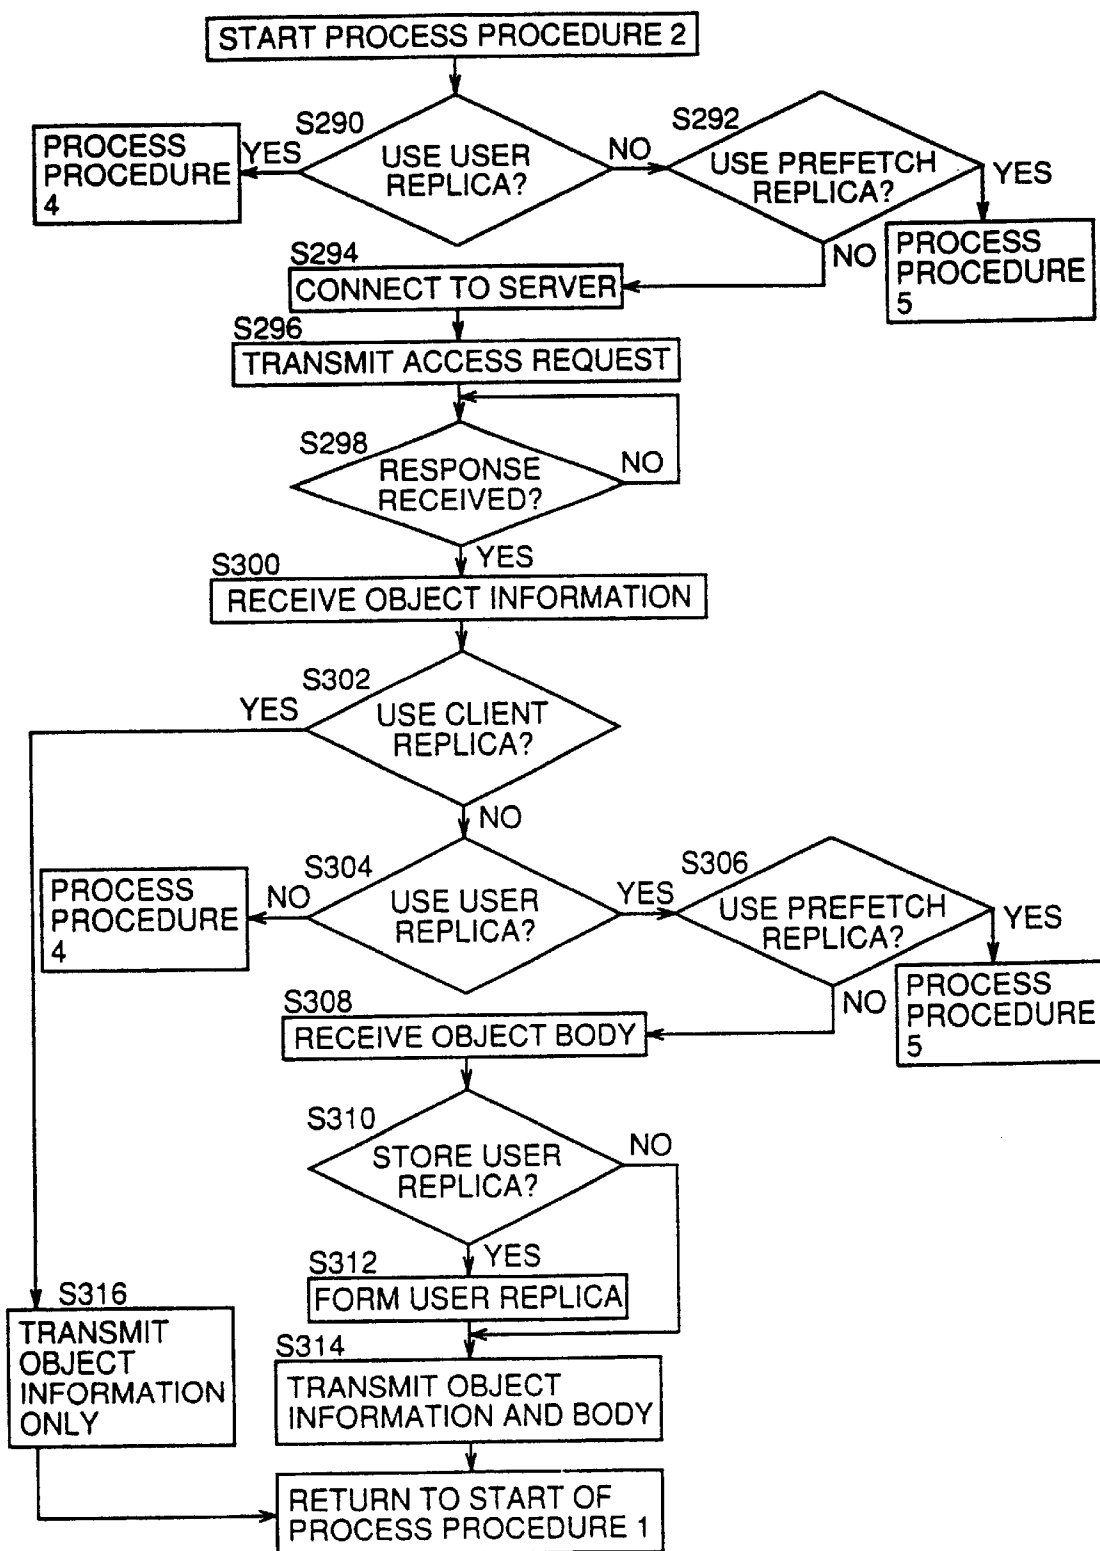 START PROCESS PROCEDURE 2
S290
S292
PROCESS
PROCEDURE
4
YES
USE USER
REPLICA?
NO
USE PREFETCH
REPLICA?
YES
NO
PROCESS
PROCEDURE
5
S294
CONNECT TO SERVER
S296
TRANSMIT ACCESS REQUEST
S298
RESPONSE
RECEIVED?
NO
YES
S300
RECEIVE OBJECT INFORMATION
S302
YES
USE CLIENT
REPLICA?
NO
S304
S306
PROCESS
PROCEDURE
4
NO
USE USER
REPLICA?
YES
USE PREFETCH
REPLICA?
YES
NO
PROCESS
PROCEDURE
5
S308
RECEIVE OBJECT BODY
S310
STORE USER
REPLICA?
NO
YES
S312
FORM USER REPLICA
S316
TRANSMIT
OBJECT
INFORMATION
ONLY
S314
TRANSMIT OBJECT
INFORMATION AND BODY
RETURN TO START OF
PROCESS PROCEDURE 1